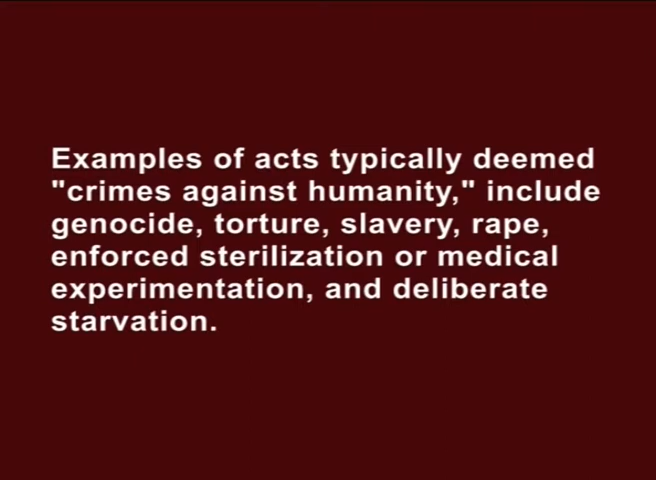 Examples of acts typically deemed
"crimes against humanity," include
genocide, torture, slavery, rape,
enforced sterilization or medical
experimentation, and deliberate
starvation.